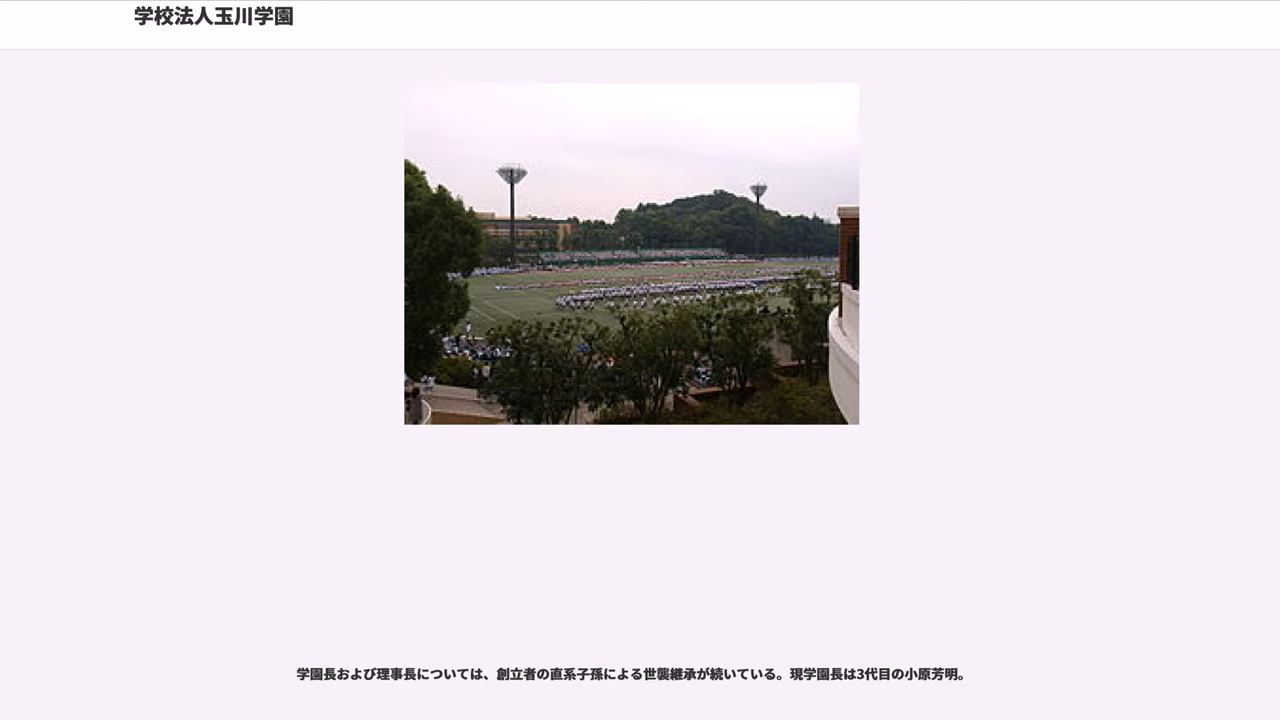 学校法人玉川学園
学園長および理事長については、創立者の直系子孫による世襲継承が続いている。現学園長は3代目の小原芳明。